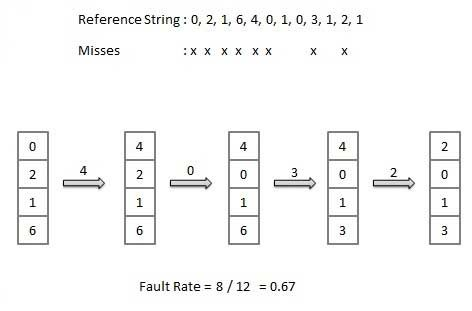 Reference String : 0, 2, 1, 6, 4, 0, 1, 0, 3, 1, 2, 1
Misses : x x x x x x x x
4 0 3 2
0 4 4 4 2
2 2 0 0 0
1 1 1 1 1
6 6 6 3 3
Fault Rate = 8 / 12 = 0.67